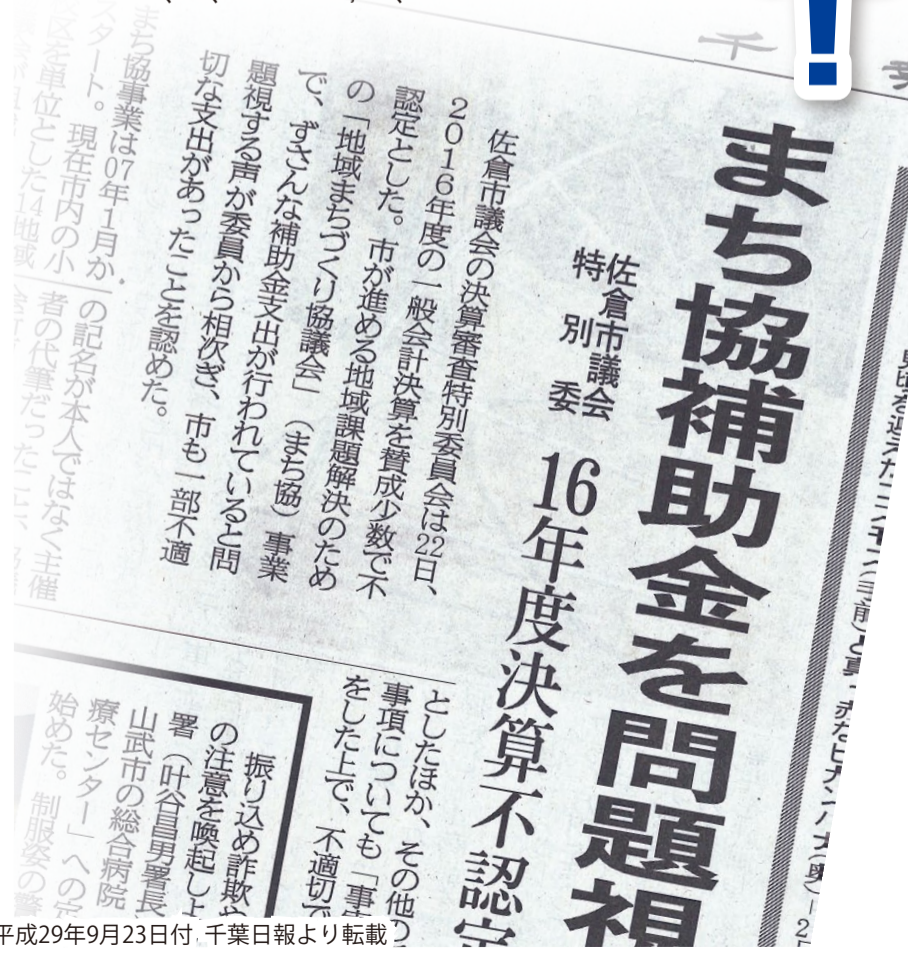 まち協補助金を問題視
佐倉市議会
特別委
16年度決算不認定
佐倉市議会の決算審査特別委員会は22日、
2016年度の一般会計決算を賛成少数で不
認定とした。市が進める地域課題解決のため
の「地域まちづくり協議会」（まち協）事業
で、ずさんな補助金支出が行われていると問
題視する声が委員から相次ぎ、市も一部不適
切な支出があったことを認めた。
まち協事業は07年1月か
スタート。現在市内の小
区を単位とした14地域
の記名が本人ではなく主催
者の代筆だったこと、
としたほか、その他の
事項についても「事
をした上で、不適切で
振り込め詐欺や
の注意を喚起しよ
署（叶谷昌男署長
山武市の総合病院
療センター」への
始めた。制服姿の警
平成29年9月23日付 千葉日報より転載